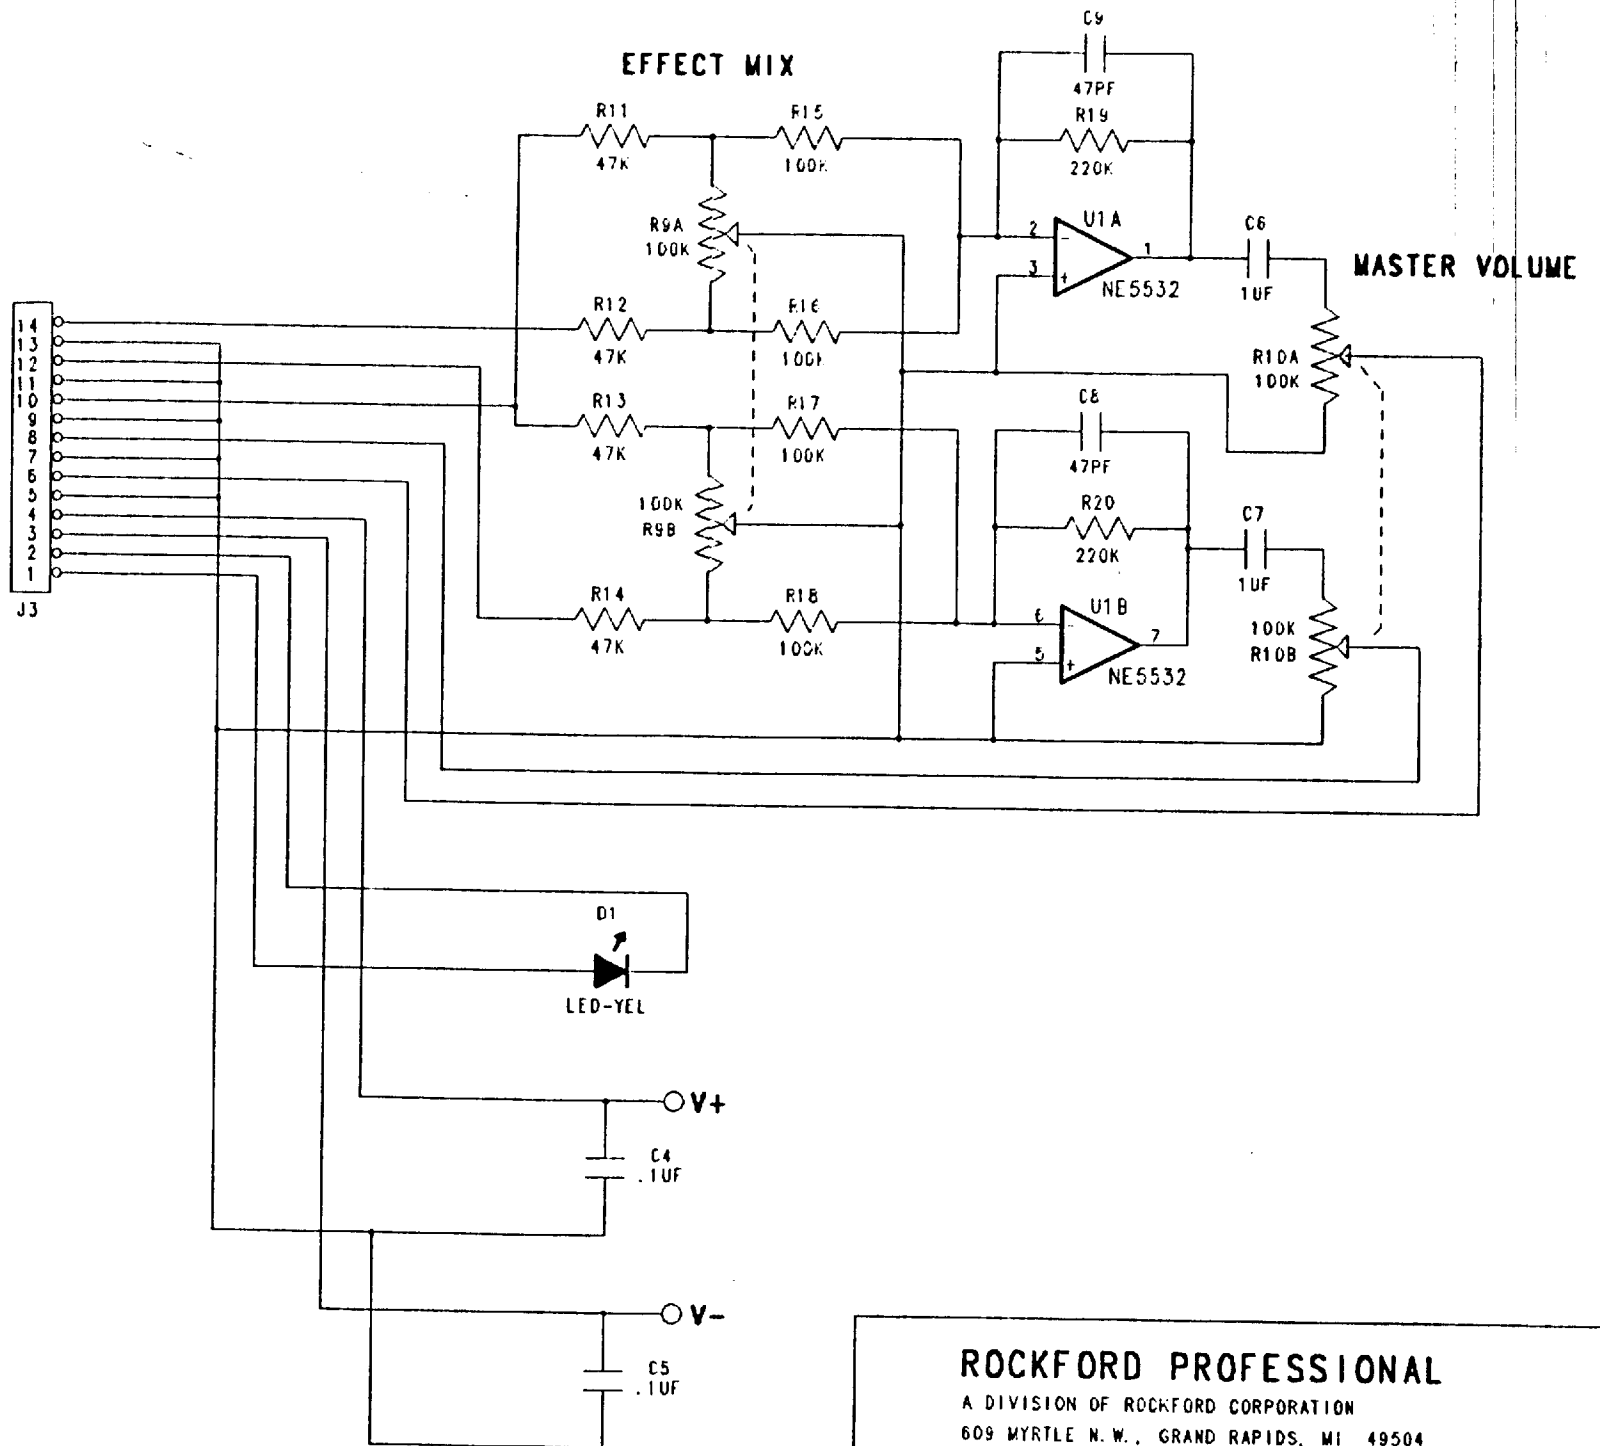 C9
47PF
EFFECT MIX
R11
47K
R15
100K
R19
220K
R9A
100K
U1A
2
-
3
+
1
NE5532
C6
1UF
MASTER VOLUME
R12
47K
R16
100K
R10A
100K
14
13
12
11
10
9
8
7
6
5
4
3
2
1
J3
R13
47K
R17
100K
C8
47PF
100K
R9B
R20
220K
C7
1UF
R14
47K
R18
100K
U1B
6
-
5
+
7
NE5532
100K
R10B
D1
LED-YEL
V+
C4
.1UF
V-
C5
.1UF
ROCKFORD PROFESSIONAL
A DIVISION OF ROCKFORD CORPORATION
609 MYRTLE N.W., GRAND RAPIDS, MI 49504